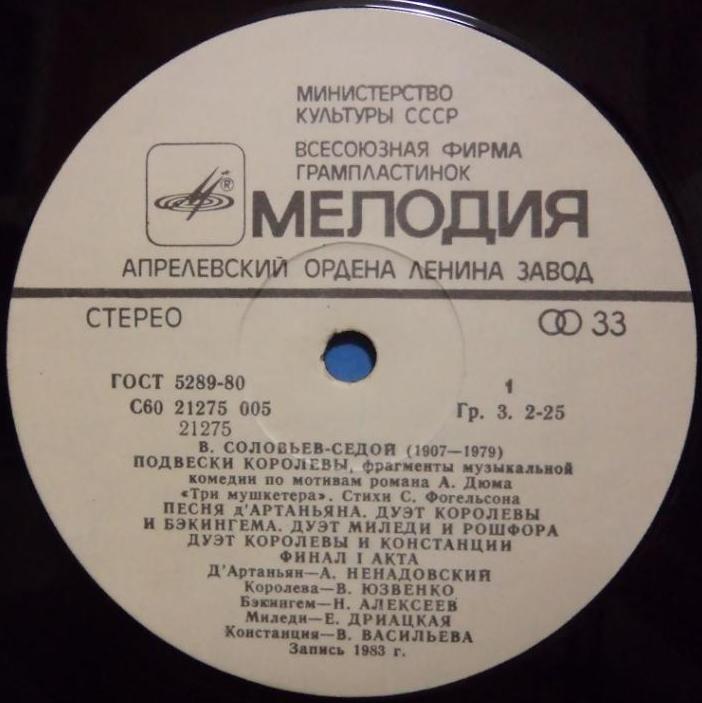 МИНИСТЕРСТВО
КУЛЬТУРЫ СССР
ВСЕСОЮЗНАЯ ФИРМА
ГРАМПЛАСТИНОК
®
МЕЛОДИЯ
АПРЕЛЕВСКИЙ ОРДЕНА ЛЕНИНА ЗАВОД
СТЕРЕО 33
ГОСТ 5289-80 1
С60 21275 005 Гр. 3. 2-25
21275
В. СОЛОВЬЕВ-СЕДОЙ (1907—1979)
ПОДВЕСКИ КОРОЛЕВЫ, фрагменты музыкальной
комедии по мотивам романа А. Дюма
«Три мушкетера». Стихи С. Фогельсона
ПЕСНЯ д'АРТАНЬЯНА. ДУЭТ КОРОЛЕВЫ
И БЭКИНГЕМА. ДУЭТ МИЛЕДИ И РОШФОРА
ДУЭТ КОРОЛЕВЫ И КОНСТАНЦИИ
ФИНАЛ I АКТА
Д'Артаньян—А. НЕНАДОВСКИЙ
Королева—В. ЮЗВЕНКО
Бэкингем—Н. АЛЕКСЕЕВ
Миледи—Е. ДРИАЦКАЯ
Констанция—В. ВАСИЛЬЕВА
Запись 1983 г.